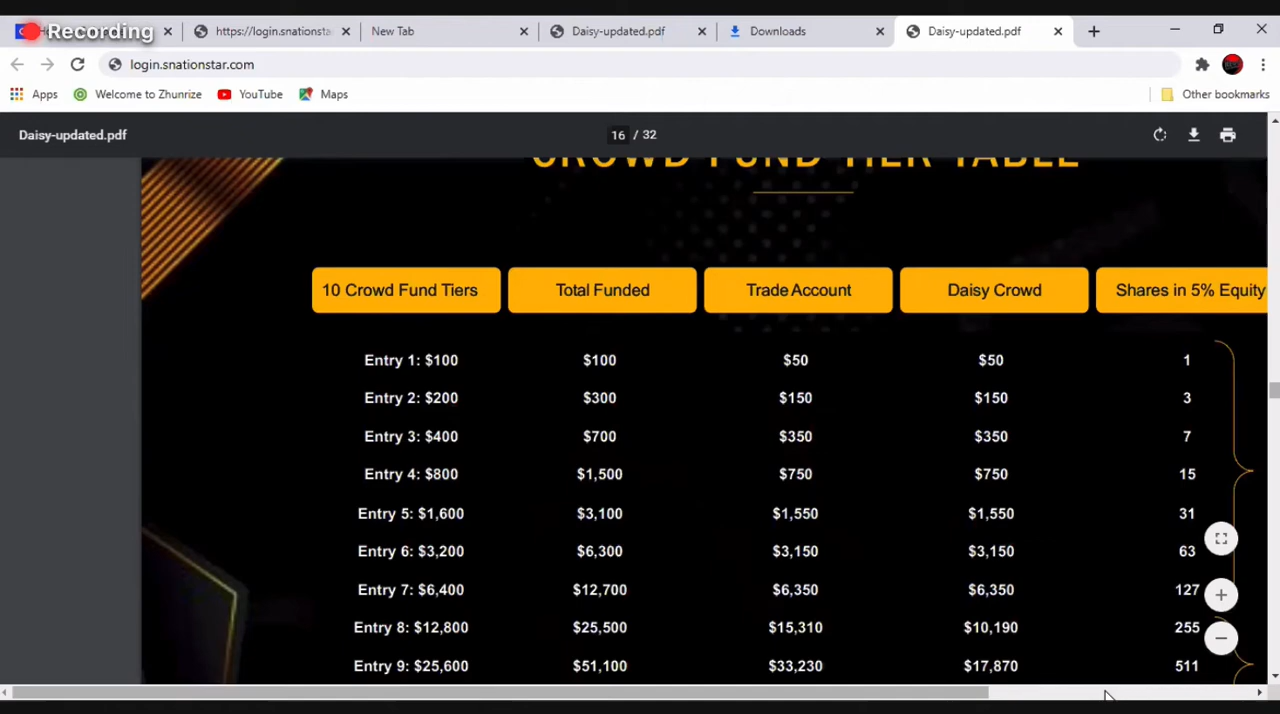 Recording
https://login.snationsta
New Tab
Daisy-updated.pdf
Downloads
Daisy-updated.pdf
login.snationstar.com
Apps
Welcome to Zhunrize
YouTube
Maps
Other bookmarks
Daisy-updated.pdf
16 / 32
CROWD FUND TIER TABLE
10 Crowd Fund Tiers Total Funded Trade Account Daisy Crowd Shares in 5% Equity
Entry 1: $100 $100 $50 $50 1
Entry 2: $200 $300 $150 $150 3
Entry 3: $400 $700 $350 $350 7
Entry 4: $800 $1,500 $750 $750 15
Entry 5: $1,600 $3,100 $1,550 $1,550 31
Entry 6: $3,200 $6,300 $3,150 $3,150 63
Entry 7: $6,400 $12,700 $6,350 $6,350 127
Entry 8: $12,800 $25,500 $15,310 $10,190 255
Entry 9: $25,600 $51,100 $33,230 $17,870 511